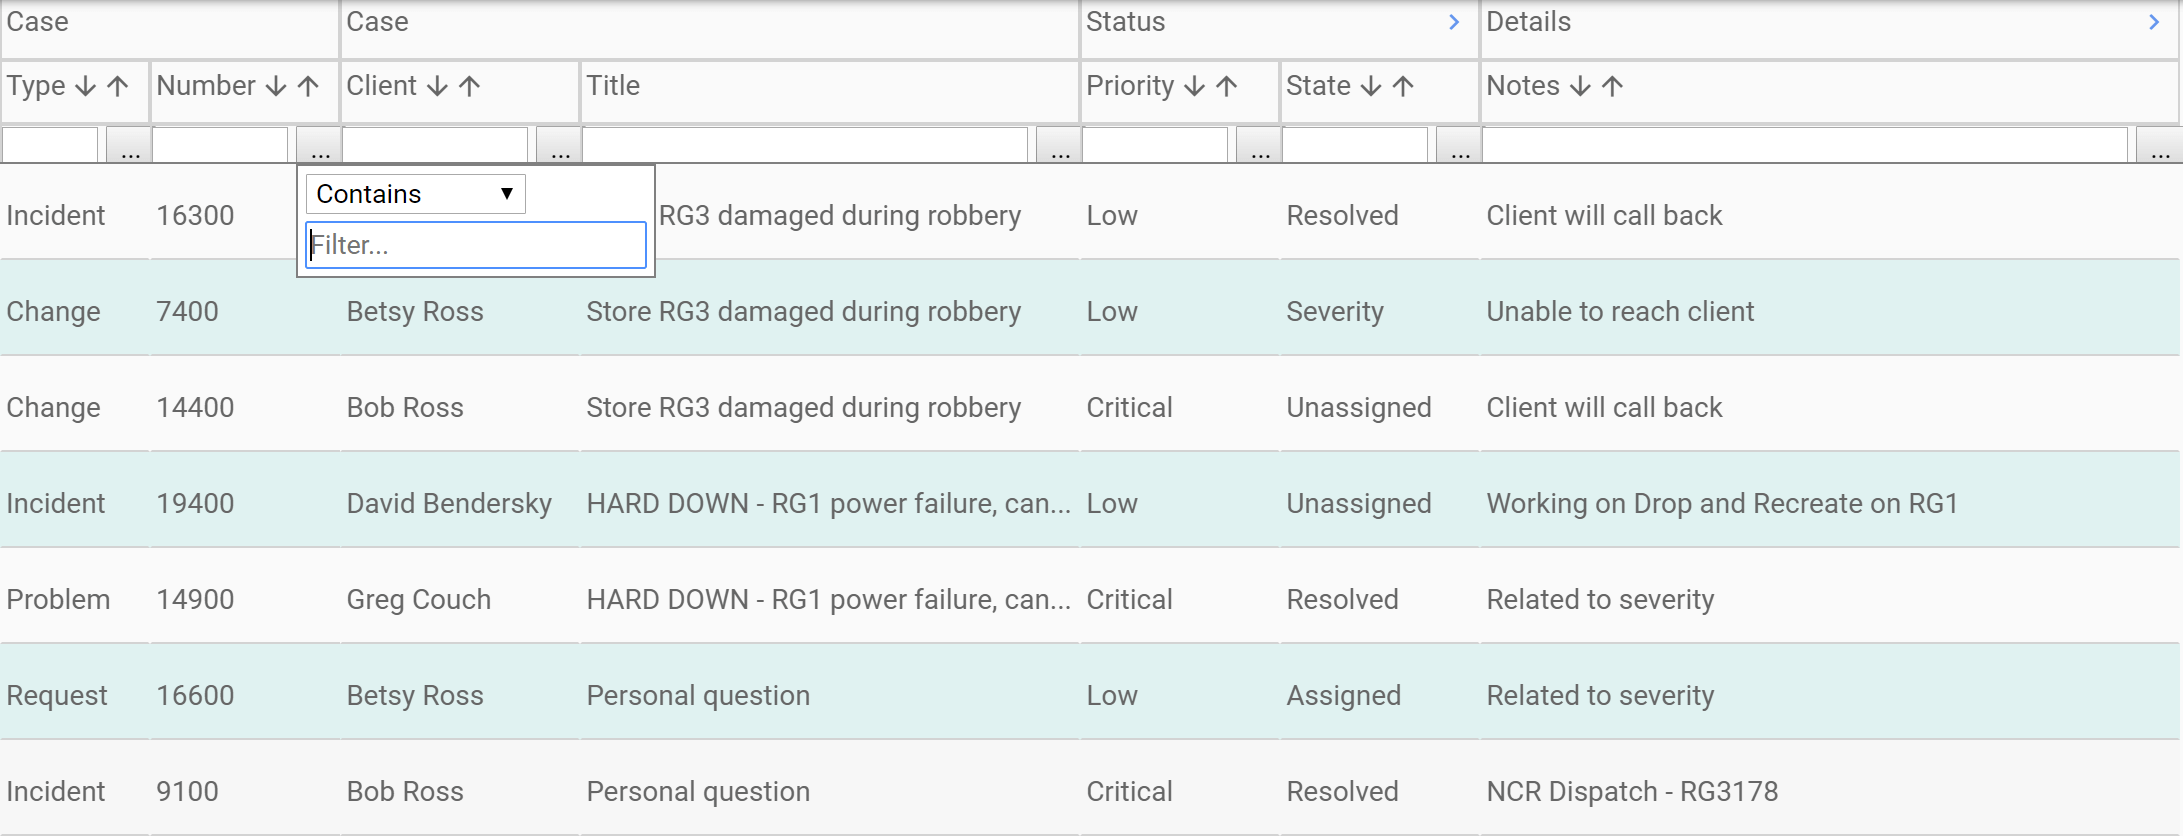 Case Case Status Details
Type Number Client Title Priority State Notes
... ... ... ... ... ... ...
Contains
Filter...
Incident 16300 RG3 damaged during robbery Low Resolved Client will call back
Change 7400 Betsy Ross Store RG3 damaged during robbery Low Severity Unable to reach client
Change 14400 Bob Ross Store RG3 damaged during robbery Critical Unassigned Client will call back
Incident 19400 David Bendersky HARD DOWN - RG1 power failure, can... Low Unassigned Working on Drop and Recreate on RG1
Problem 14900 Greg Couch HARD DOWN - RG1 power failure, can... Critical Resolved Related to severity
Request 16600 Betsy Ross Personal question Low Assigned Related to severity
Incident 9100 Bob Ross Personal question Critical Resolved NCR Dispatch - RG3178